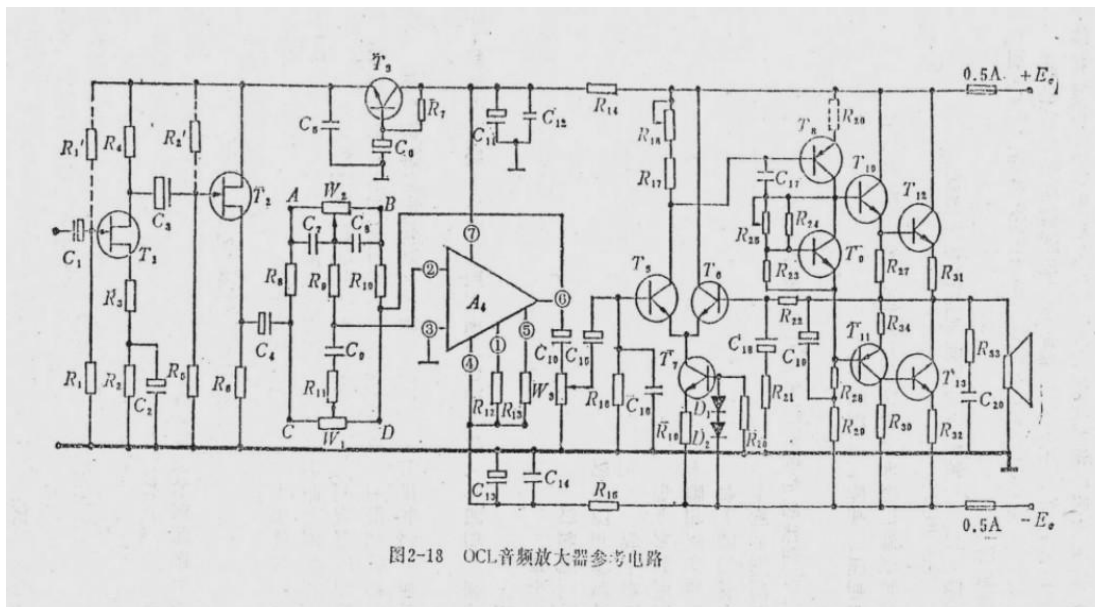 T₃
0.5A +E_c
R₁' R₄ R₂' C₅ R₇ C₆ C₁₁ C₁₂ R₁₄ R₁₈ R₁₇ T₈ C₁₇ T₁₀ T₁₂
C₁ T₁ C₃ T₂ A W₂ B C₇ C₈ ⑦ R₂₅ R₂₄ T₉ R₂₃ R₂₇ R₃₁
R₃ R₈ R₉ R₁₀ ② A₄ ⑥ T₅ T₆
C₄ ③ ④ ① ⑤ C₁₀ C₁₅ C₁₈ R₂₂ C₁₉ T₁₁ R₃₄ R₃₃
R₁ R₂ C₂ R₅ R₆ C₉ R₁₁ R₁₂ R₁₃ W₃ C₁₆ T₇ D₁ R₂₁ R₂₈ T₁₃ C₂₀
C W₁ D R₁₉ D₂ R₂₉ R₃₀ R₃₂
C₁₃ C₁₄ R₁₆
0.5A
图2-18 OCL音频放大器参考电路